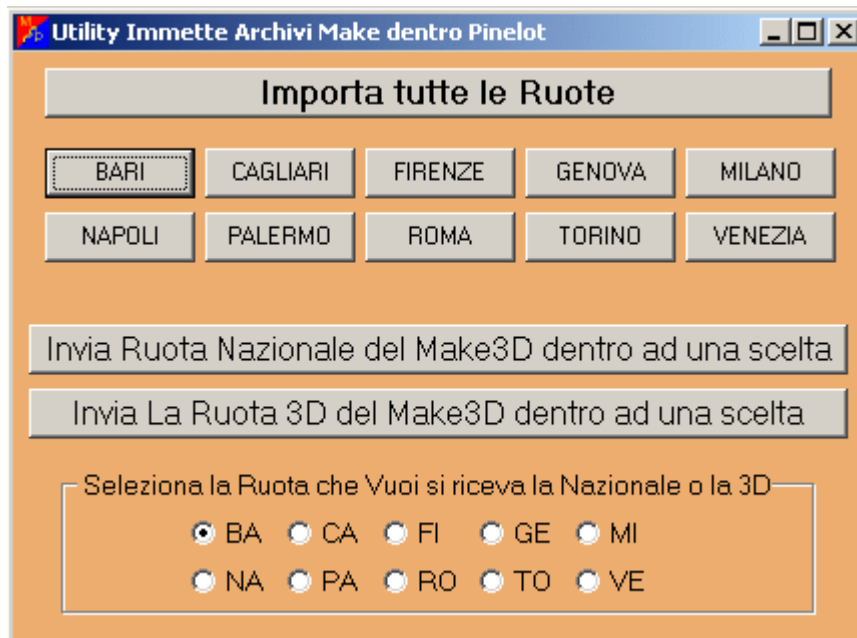 Utility Immette Archivi Make dentro Pinelot
Importa tutte le Ruote
BARI CAGLIARI FIRENZE GENOVA MILANO
NAPOLI PALERMO ROMA TORINO VENEZIA
Invia Ruota Nazionale del Make3D dentro ad una scelta
Invia La Ruota 3D del Make3D dentro ad una scelta
Seleziona la Ruota che Vuoi si riceva la Nazionale o la 3D
BA CA FI GE MI
NA PA RO TO VE